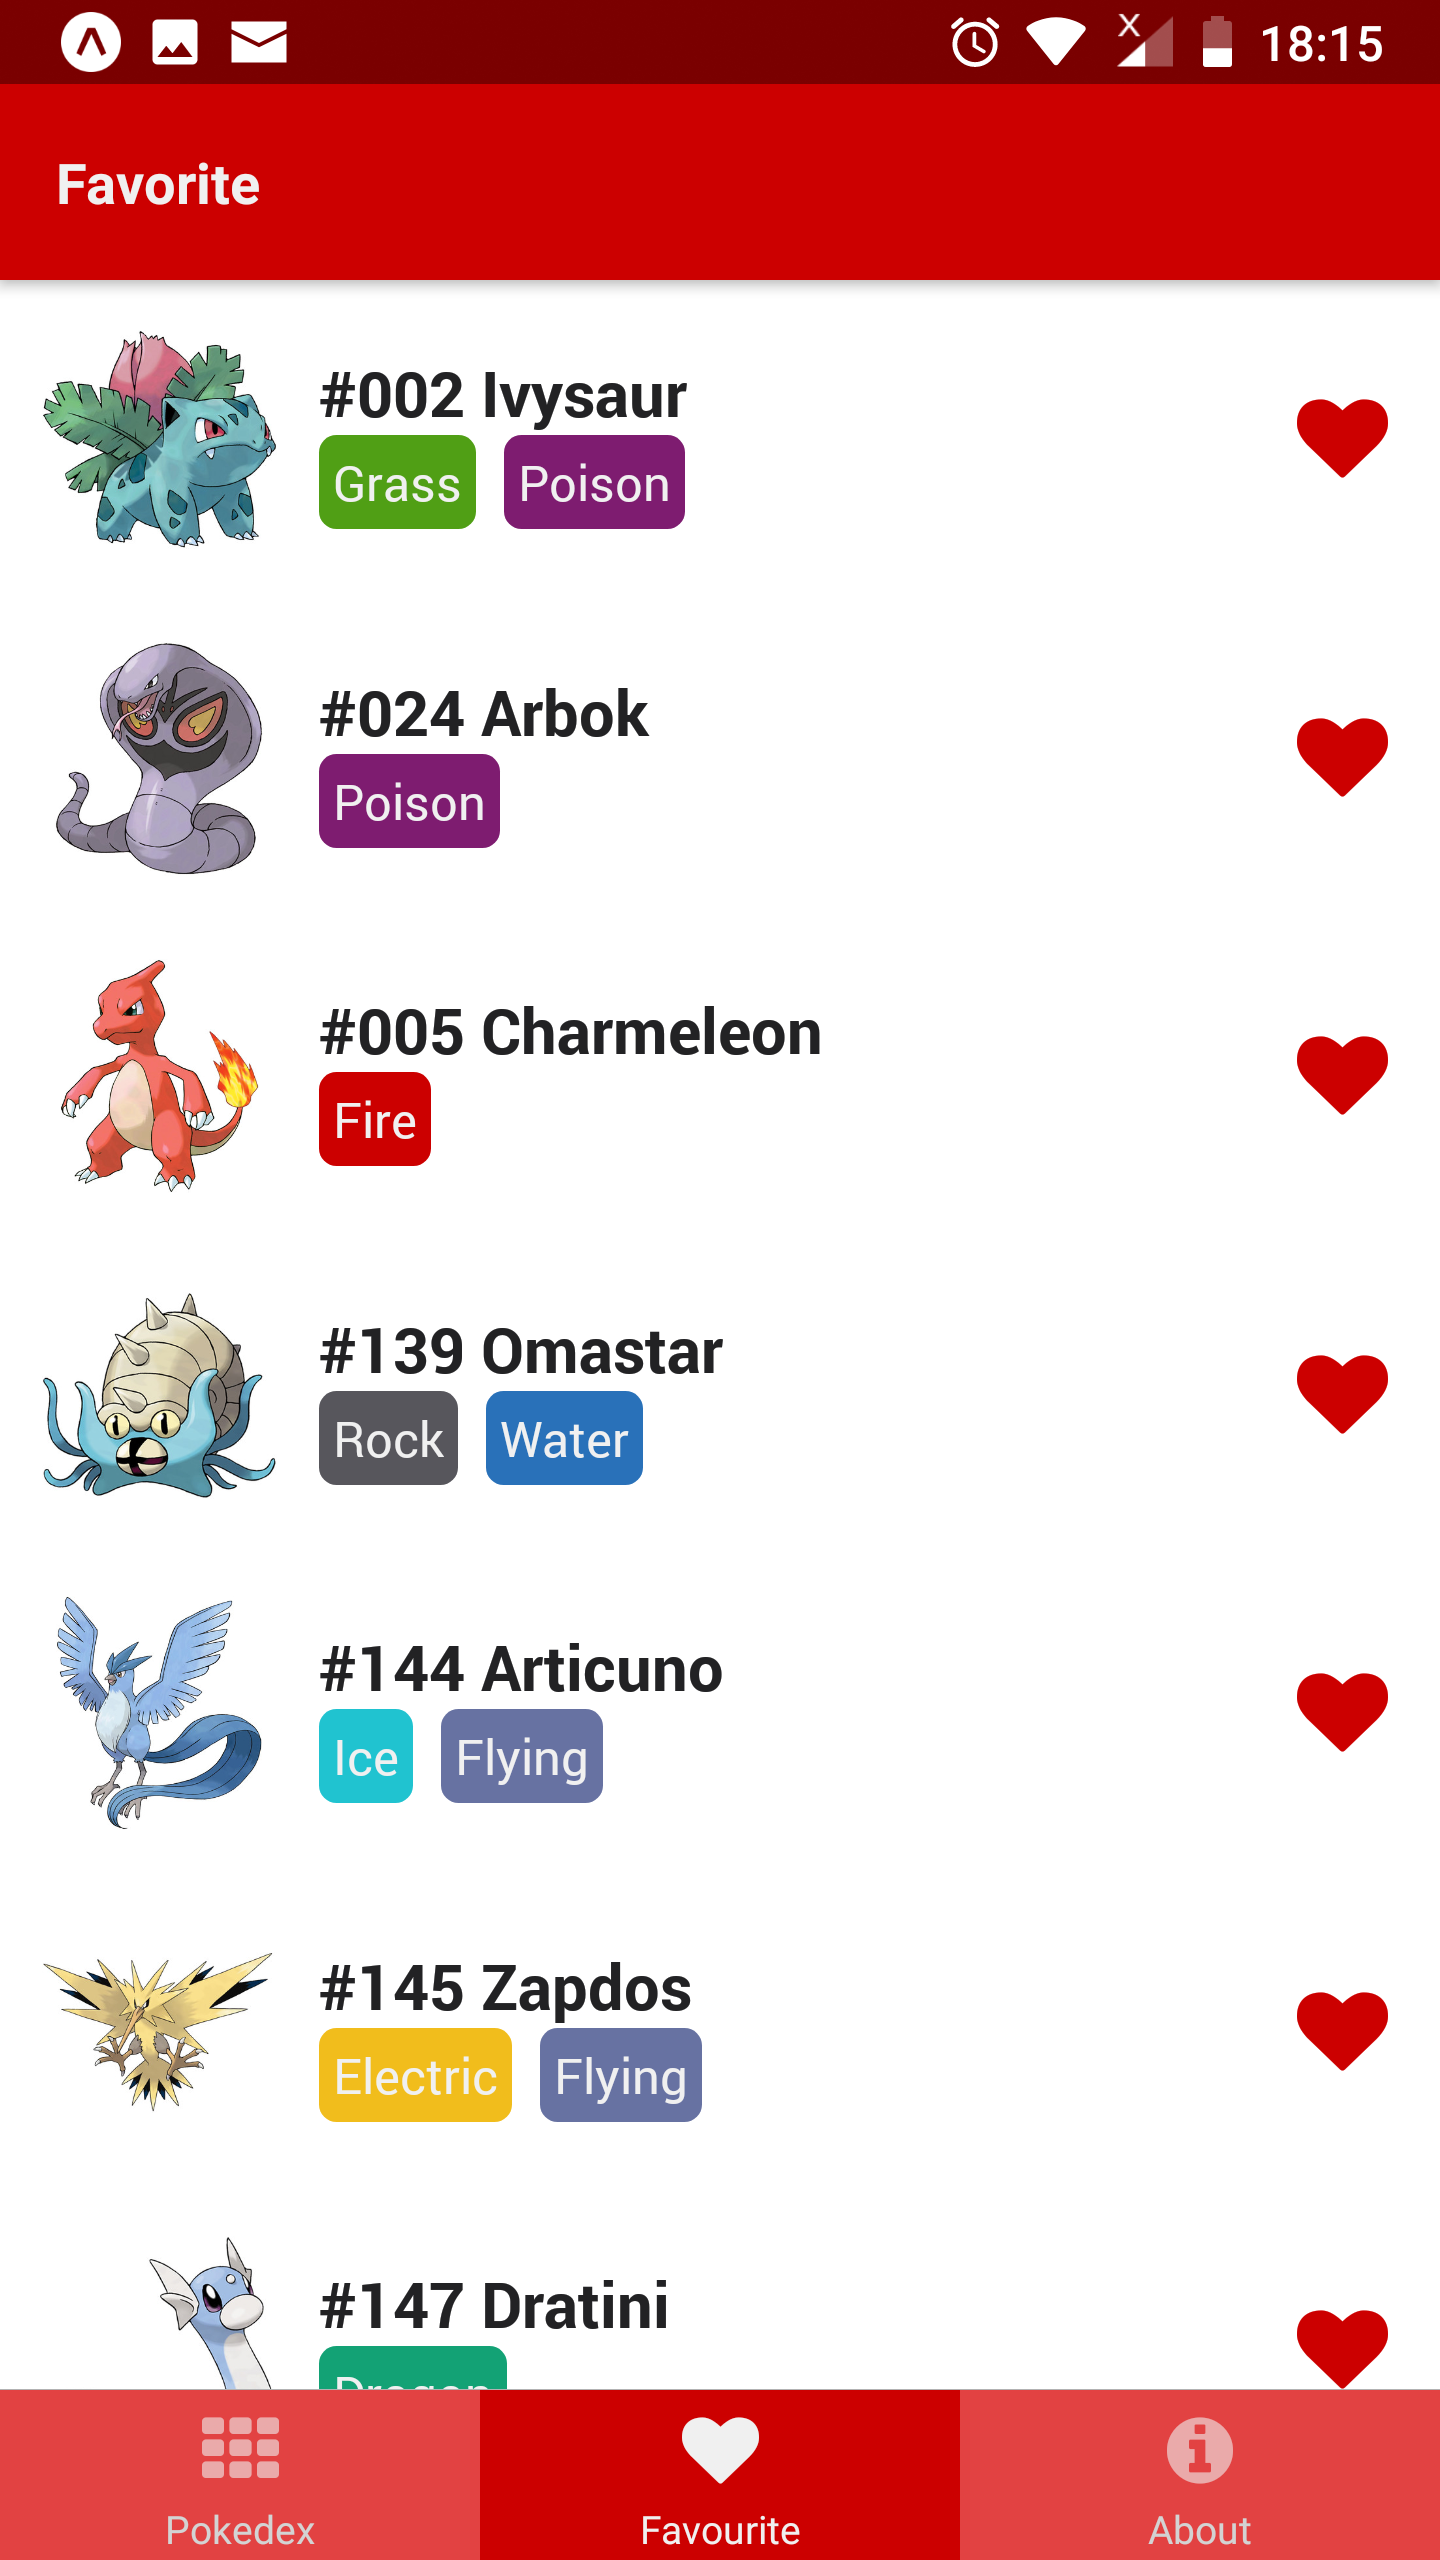 18:15
Favorite
#002 Ivysaur
Grass Poison
#024 Arbok
Poison
#005 Charmeleon
Fire
#139 Omastar
Rock Water
#144 Articuno
Ice Flying
#145 Zapdos
Electric Flying
#147 Dratini
Dragon
Pokedex Favourite About